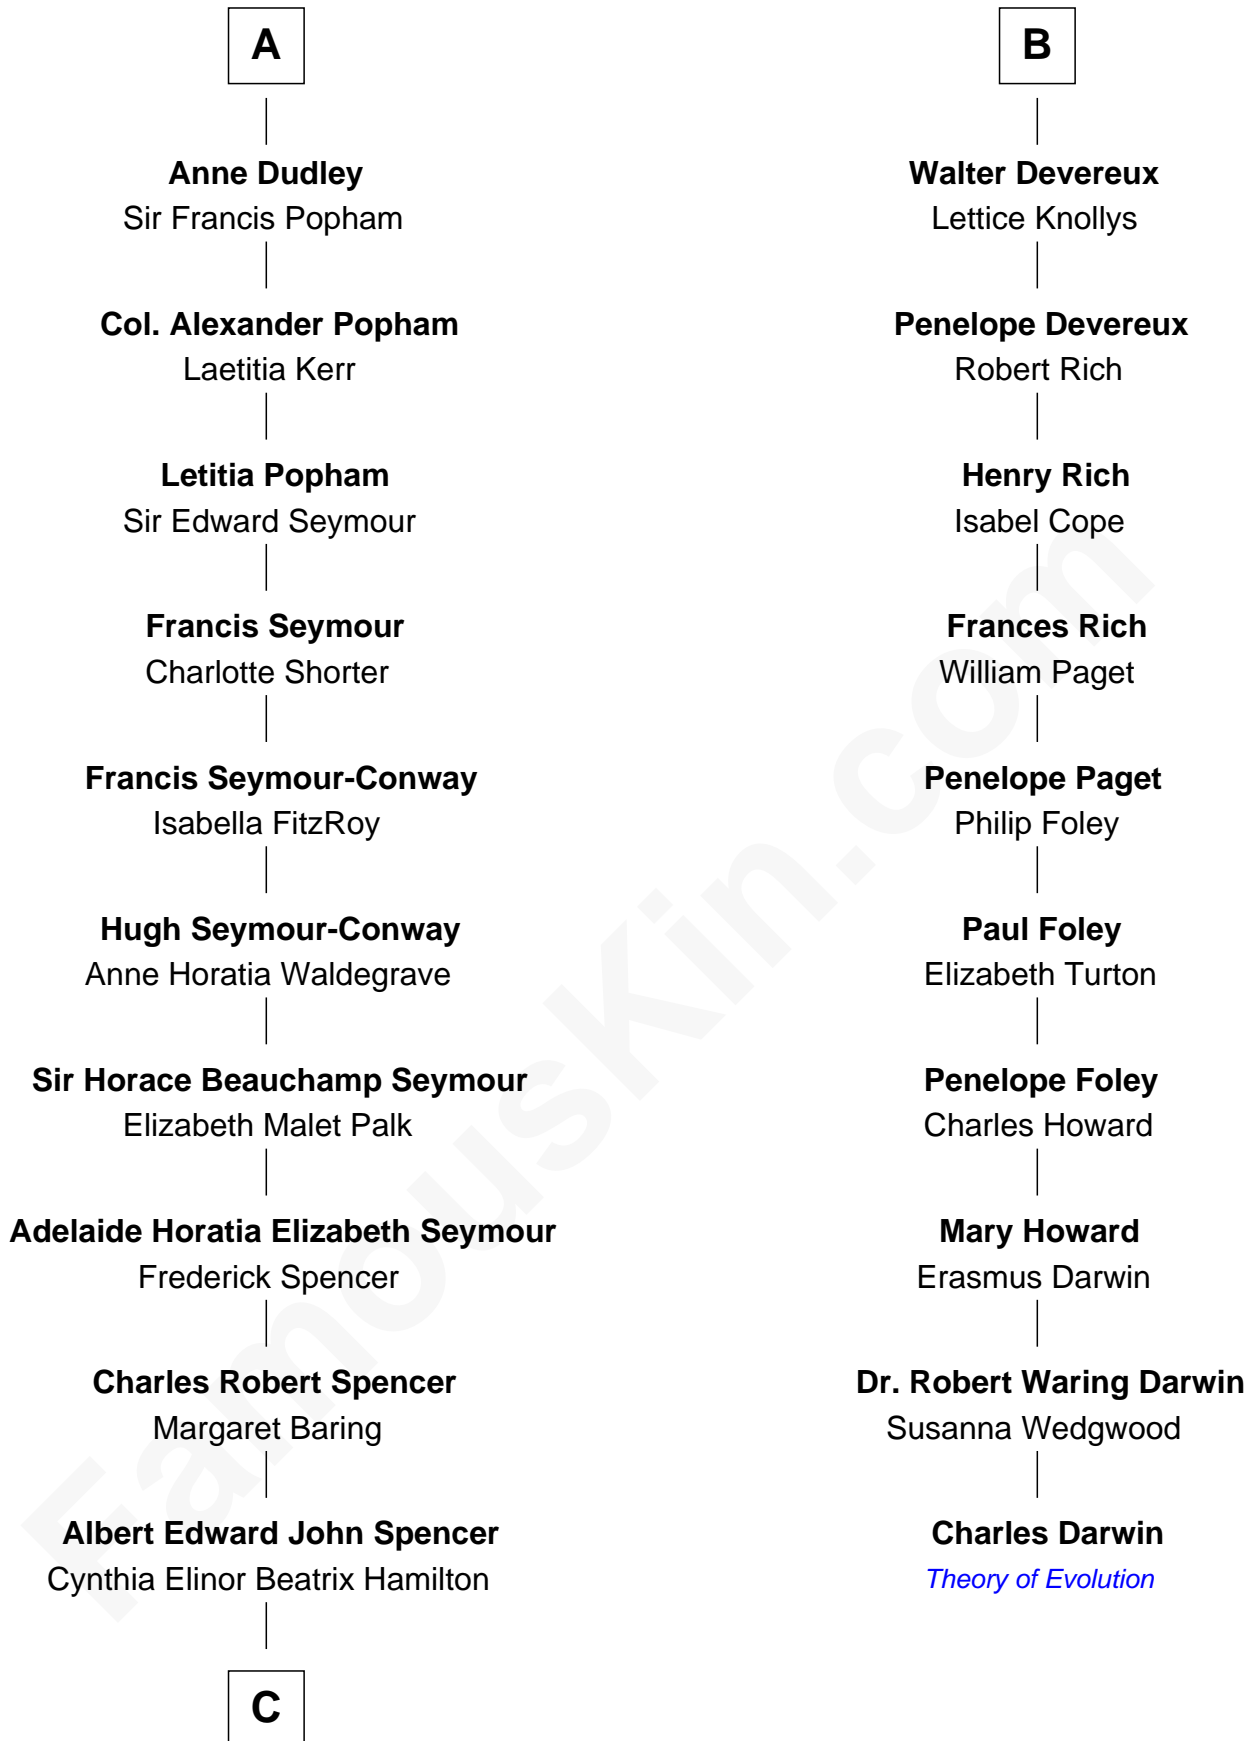 A
Anne Dudley
Sir Francis Popham
Col. Alexander Popham
Laetitia Kerr
Letitia Popham
Sir Edward Seymour
Francis Seymour
Charlotte Shorter
Francis Seymour-Conway
Isabella FitzRoy
Hugh Seymour-Conway
Anne Horatia Waldegrave
Sir Horace Beauchamp Seymour
Elizabeth Malet Palk
Adelaide Horatia Elizabeth Seymour
Frederick Spencer
Charles Robert Spencer
Margaret Baring
Albert Edward John Spencer
Cynthia Elinor Beatrix Hamilton
C
B
Walter Devereux
Lettice Knollys
Penelope Devereux
Robert Rich
Henry Rich
Isabel Cope
Frances Rich
William Paget
Penelope Paget
Philip Foley
Paul Foley
Elizabeth Turton
Penelope Foley
Charles Howard
Mary Howard
Erasmus Darwin
Dr. Robert Waring Darwin
Susanna Wedgwood
Charles Darwin
Theory of Evolution
FamousKin.com